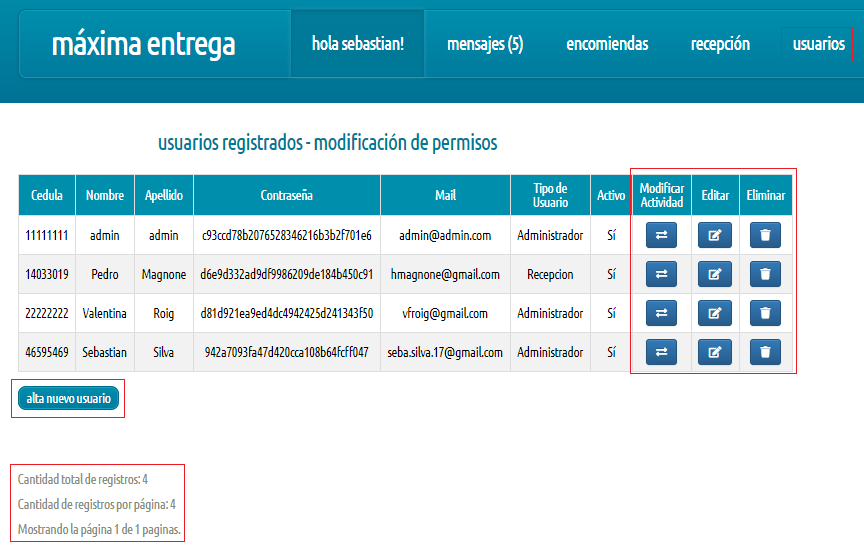 máxima entrega hola sebastian! mensajes (5) encomiendas recepción usuarios
usuarios registrados - modificación de permisos
Cedula Nombre Apellido Contraseña Mail Tipo de Usuario Activo Modificar Actividad Editar Eliminar
11111111 admin admin c93ccd78b2076528346216b3b2f701e6 admin@admin.com Administrador Sí
14033019 Pedro Magnone d6e9d332ad9df9986209de184b450c91 hmagnone@gmail.com Recepcion Sí
22222222 Valentina Roig d81d921ea9ed4dc4942425d241343f50 vfroig@gmail.com Administrador Sí
46595469 Sebastian Silva 942a7093fa47d420cca108b64fcff047 seba.silva.17@gmail.com Administrador Sí
alta nuevo usuario
Cantidad total de registros: 4
Cantidad de registros por página: 4
Mostrando la página 1 de 1 paginas.